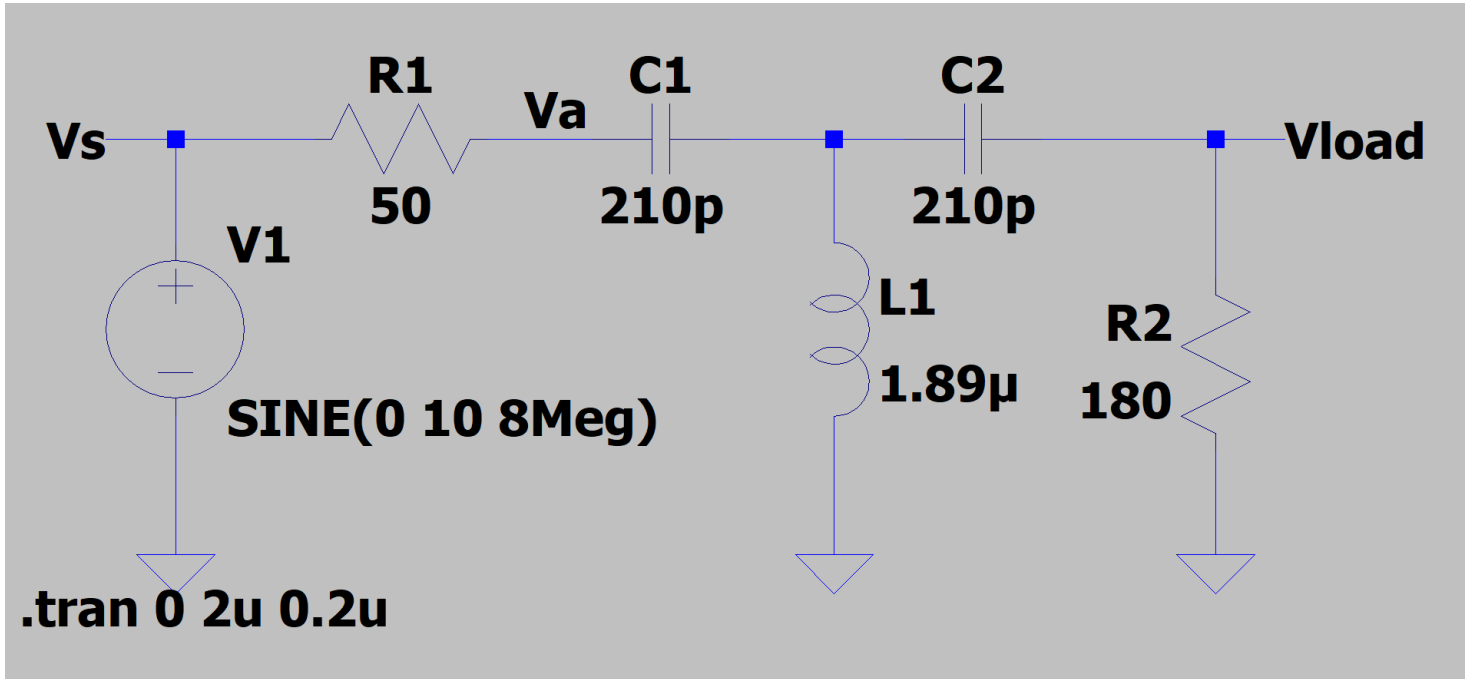 R1
C1
C2
Va
Vs
Vload
50
210p
210p
V1
L1
R2
1.89µ
180
SINE(0 10 8Meg)
.tran 0 2u 0.2u